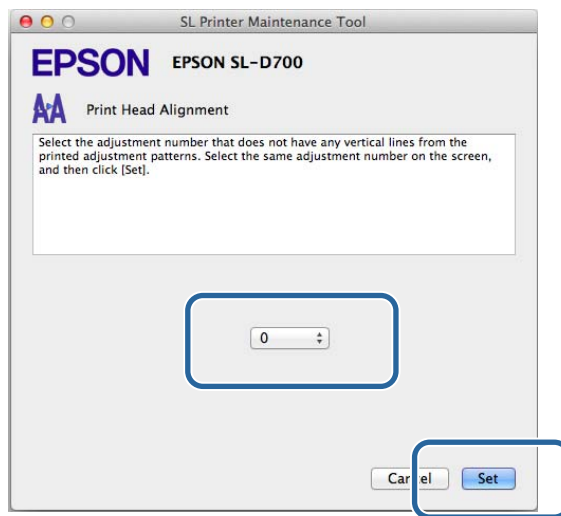 SL Printer Maintenance Tool
EPSON EPSON SL-D700
Print Head Alignment
Select the adjustment number that does not have any vertical lines from the
printed adjustment patterns. Select the same adjustment number on the screen,
and then click [Set].
0
Cancel Set